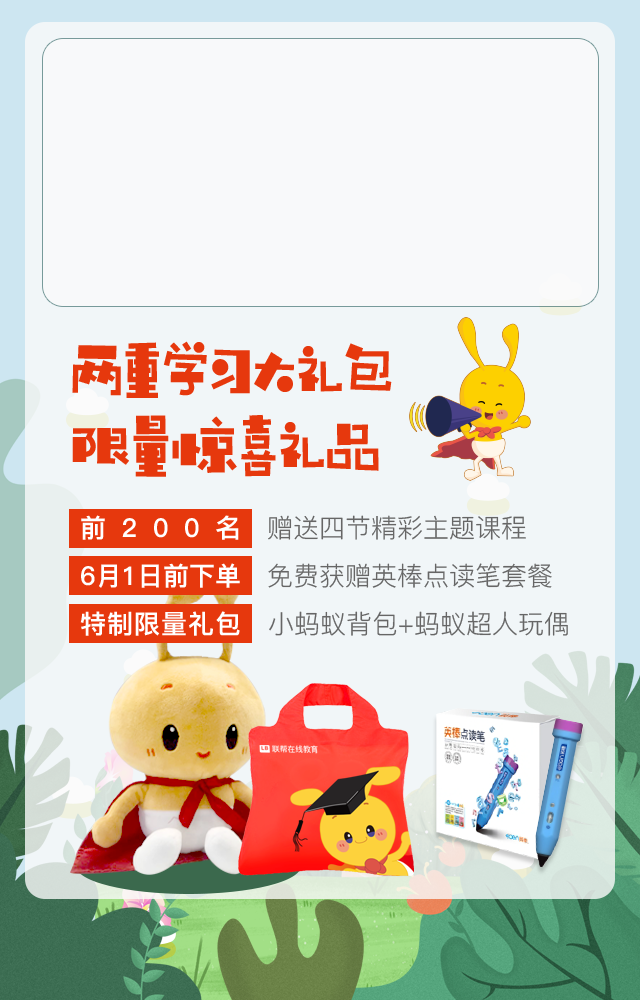 两重学习大礼包
限量惊喜礼品
前200名 赠送四节精彩主题课程
6月1日前下单 免费获赠英棒点读笔套餐
特制限量礼包 小蚂蚁背包+蚂蚁超人玩偶
联帮在线教育
英棒点读笔